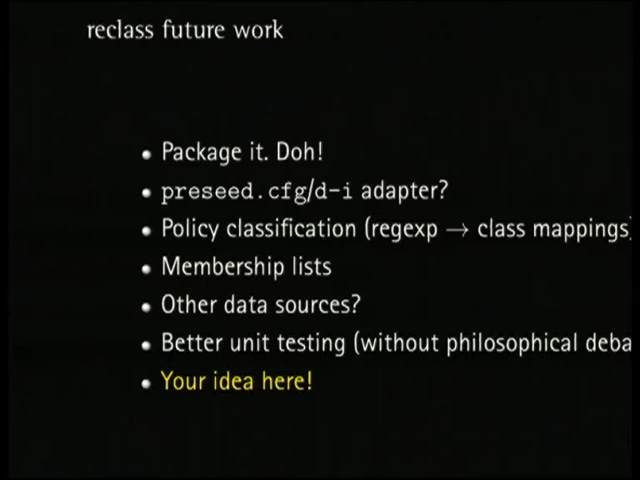 reclass future work
• Package it. Doh!
• preseed.cfg/d-i adapter?
• Policy classification (regexp → class mappings)
• Membership lists
• Other data sources?
• Better unit testing (without philosophical deba
• Your idea here!